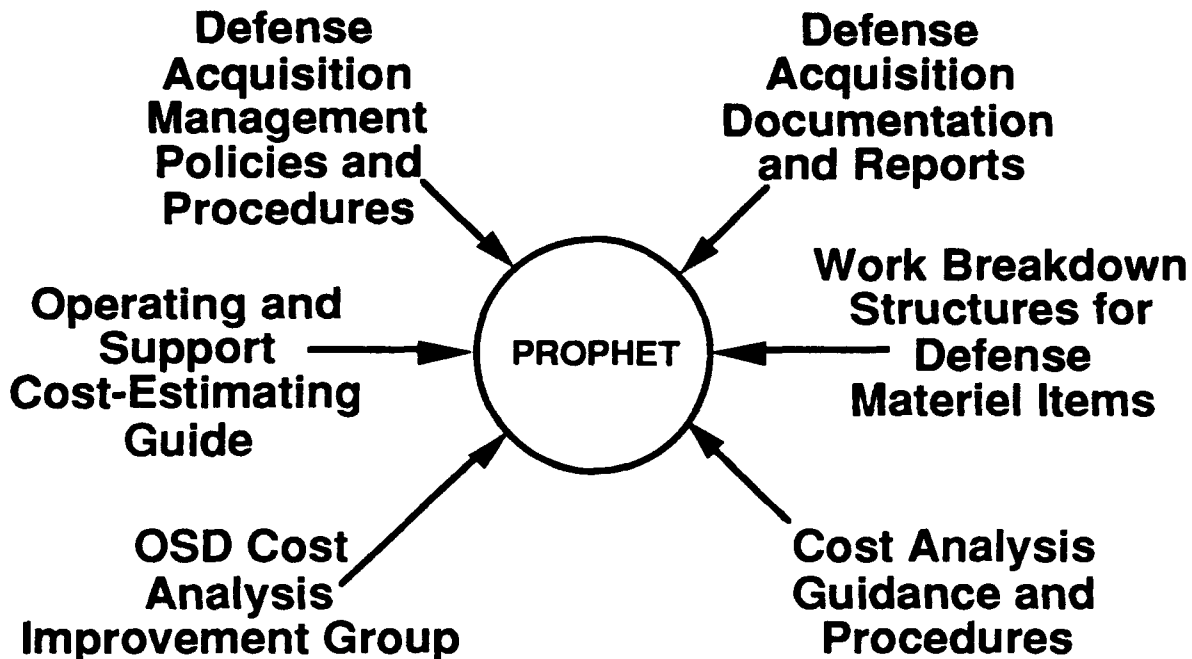 Defense
Acquisition
Management
Policies and
Procedures
Defense
Acquisition
Documentation
and Reports
Operating and
Support
Cost-Estimating
Guide
PROPHET
Work Breakdown
Structures for
Defense
Materiel Items
OSD Cost
Analysis
Improvement Group
Cost Analysis
Guidance and
Procedures